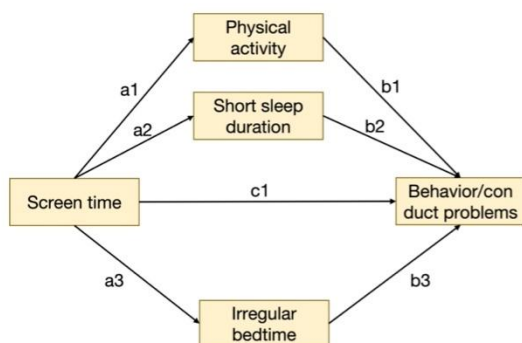 Physical
activity
a1
b1
Short sleep
duration
a2
b2
Screen time
c1
Behavior/con
duct problems
a3
b3
Irregular
bedtime